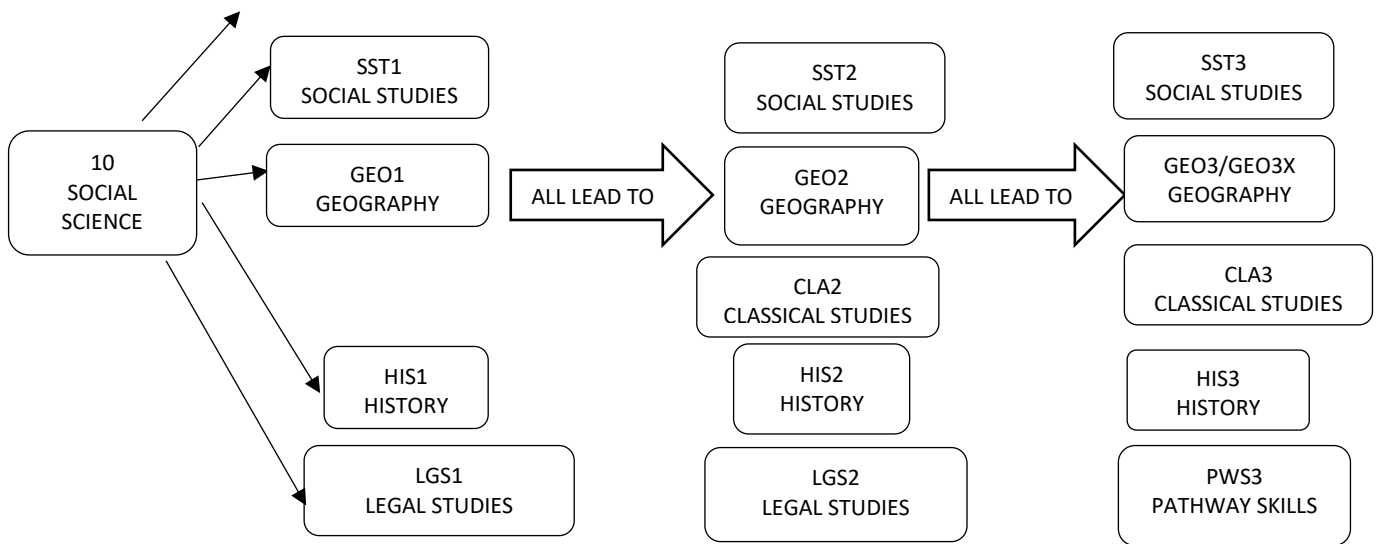 10
SOCIAL
SCIENCE
SST1
SOCIAL STUDIES
GEO1
GEOGRAPHY
HIS1
HISTORY
LGS1
LEGAL STUDIES
ALL LEAD TO
SST2
SOCIAL STUDIES
GEO2
GEOGRAPHY
CLA2
CLASSICAL STUDIES
HIS2
HISTORY
LGS2
LEGAL STUDIES
ALL LEAD TO
SST3
SOCIAL STUDIES
GEO3/GEO3X
GEOGRAPHY
CLA3
CLASSICAL STUDIES
HIS3
HISTORY
PWS3
PATHWAY SKILLS